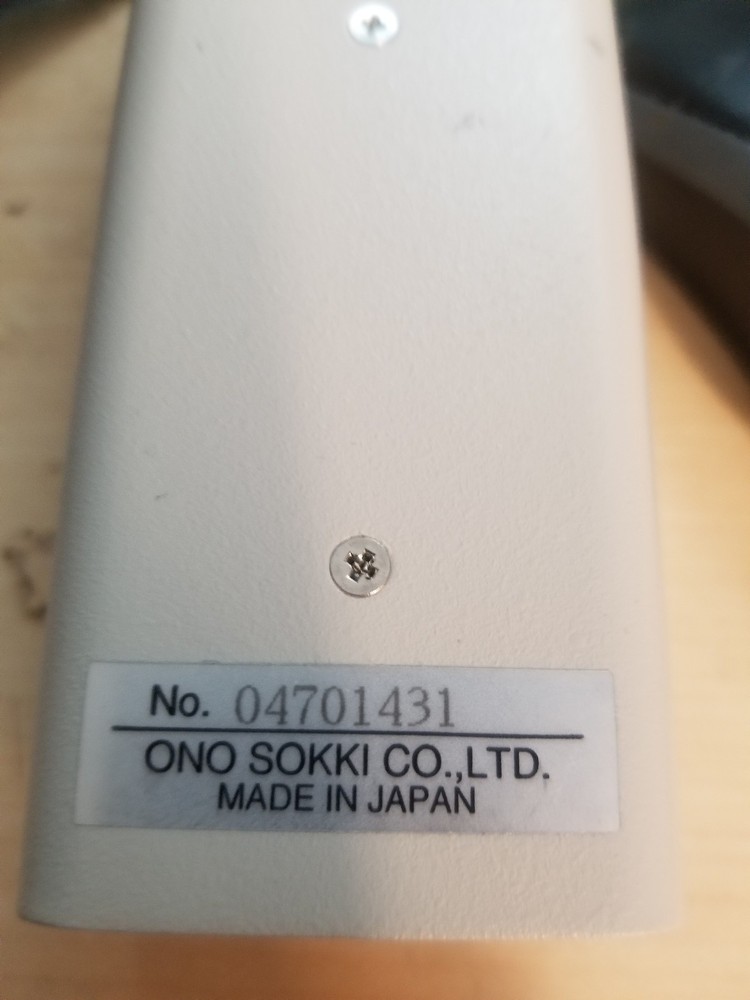 No. 04701431
ONO SOKKI CO.,LTD.
MADE IN JAPAN